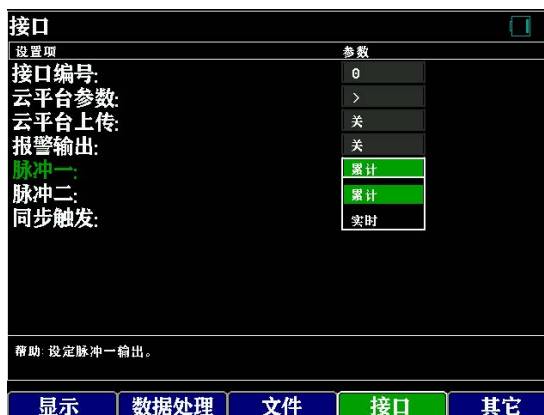 接口
设置项 参数
接口编号: 0
云平台参数: >
云平台上传: 关
报警输出: 关
脉冲一: 累计
脉冲二: 累计
同步触发: 实时
帮助: 设定脉冲一输出。
显示 数据处理 文件 接口 其它